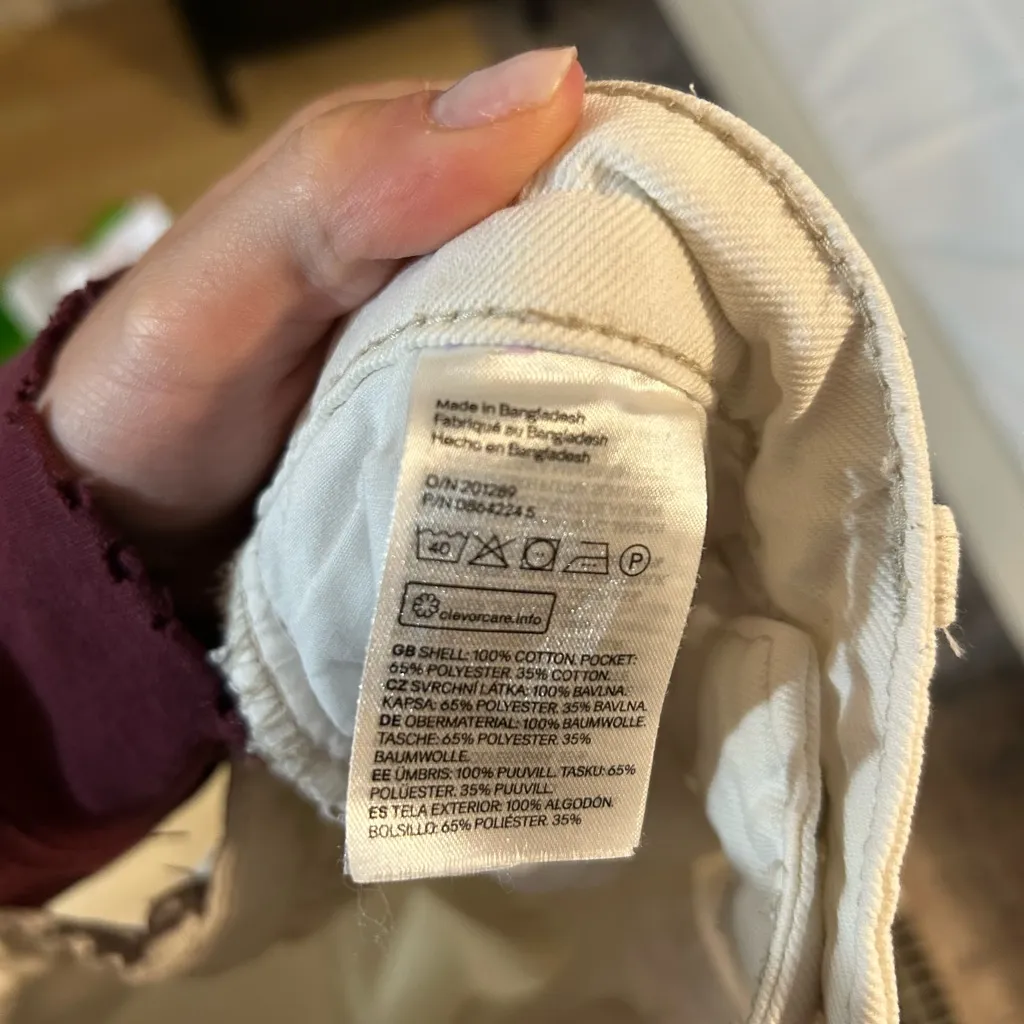 Made in Bangladesh
Fabriqué au Bangladesh
Hecho en Bangladesh
O/N 201289
P/N 0864224 5
40
P
clevercare.info
GB SHELL: 100% COTTON. POCKET:
65% POLYESTER. 35% COTTON.
CZ SVRCHNÍ LÁTKA: 100% BAVLNA.
KAPSA: 65% POLYESTER. 35% BAVLNA.
DE OBERMATERIAL: 100% BAUMWOLLE.
TASCHE: 65% POLYESTER. 35%
BAUMWOLLE.
EE ÜMBRIS: 100% PUUVILL. TASKU: 65%
POLÜESTER. 35% PUUVILL.
ES TELA EXTERIOR: 100% ALGODÓN.
BOLSILLO: 65% POLIÉSTER. 35%